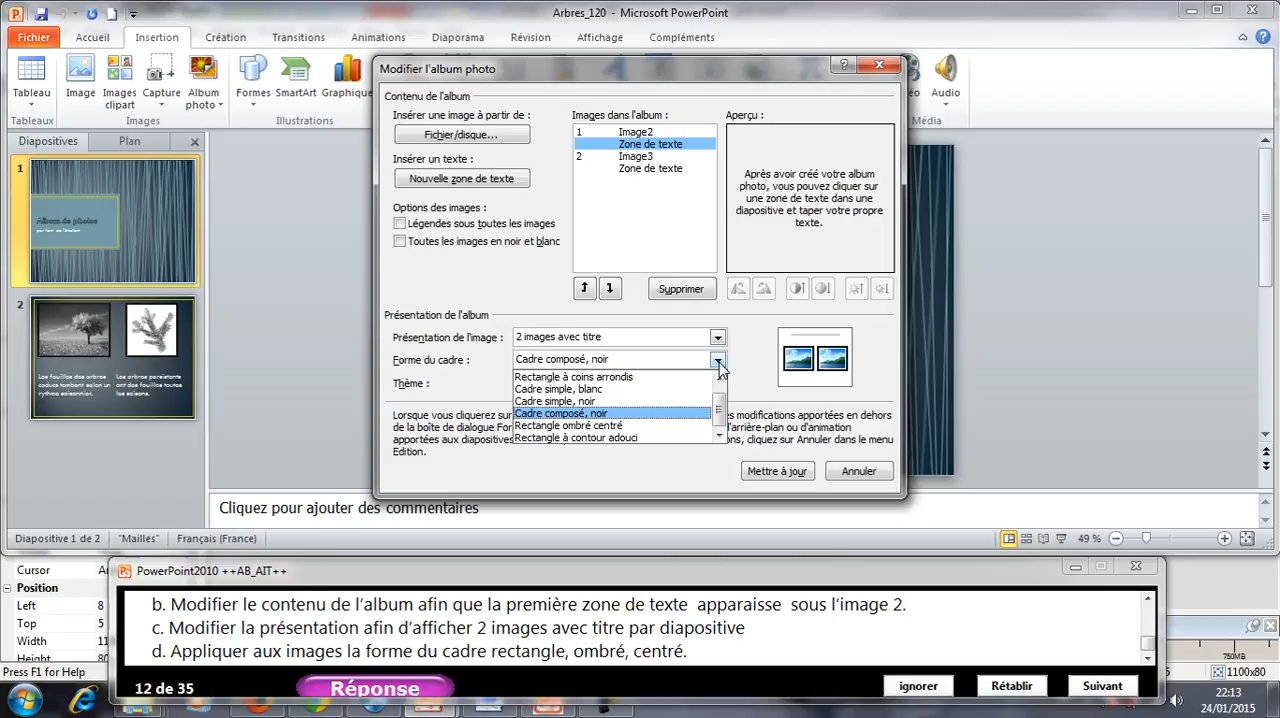 Arbres_120 - Microsoft PowerPoint
Fichier Accueil Insertion Création Transitions Animations Diaporama Révision Affichage Compléments
Tableau Image Images clipart Capture Album photo Formes SmartArt Graphique Audio
Tableaux Images Illustrations Média
Diapositives Plan
1
Album de photos
2
Modifier l'album photo
Contenu de l'album
Insérer une image à partir de :
Fichier/disque...
Insérer un texte :
Nouvelle zone de texte
Options des images :
Légendes sous toutes les images
Toutes les images en noir et blanc
Images dans l'album :
1 Image2
Zone de texte
2 Image3
Zone de texte
Supprimer
Aperçu :
Après avoir créé votre album
photo, vous pouvez cliquer sur
une zone de texte dans une
diapositive et taper votre propre
texte.
Présentation de l'album
Présentation de l'image : 2 images avec titre
Forme du cadre : Cadre composé, noir
Thème :
Rectangle à coins arrondis
Cadre simple, blanc
Cadre simple, noir
Cadre composé, noir
Rectangle ombré centré
Rectangle à contour adouci
Lorsque vous cliquerez sur es modifications apportées en dehors
de la boîte de dialogue For l'arrière-plan ou d'animation
apportées aux diapositives ons, cliquez sur Annuler dans le menu
Edition.
Mettre à jour Annuler
Cliquez pour ajouter des commentaires
Diapositive 1 de 2 "Mailles" Français (France) 49 %
Cursor
Position
Left 8
Top 5
Width 11
Height 80
Press F1 for Help
PowerPoint2010 ++AB_AIT++
b. Modifier le contenu de l'album afin que la première zone de texte apparaisse sous l'image 2.
c. Modifier la présentation afin d'afficher 2 images avec titre par diapositive
d. Appliquer aux images la forme du cadre rectangle, ombré, centré.
12 de 35 Réponse ignorer Rétablir Suivant
750MB
1100x80
22:13
24/01/2015